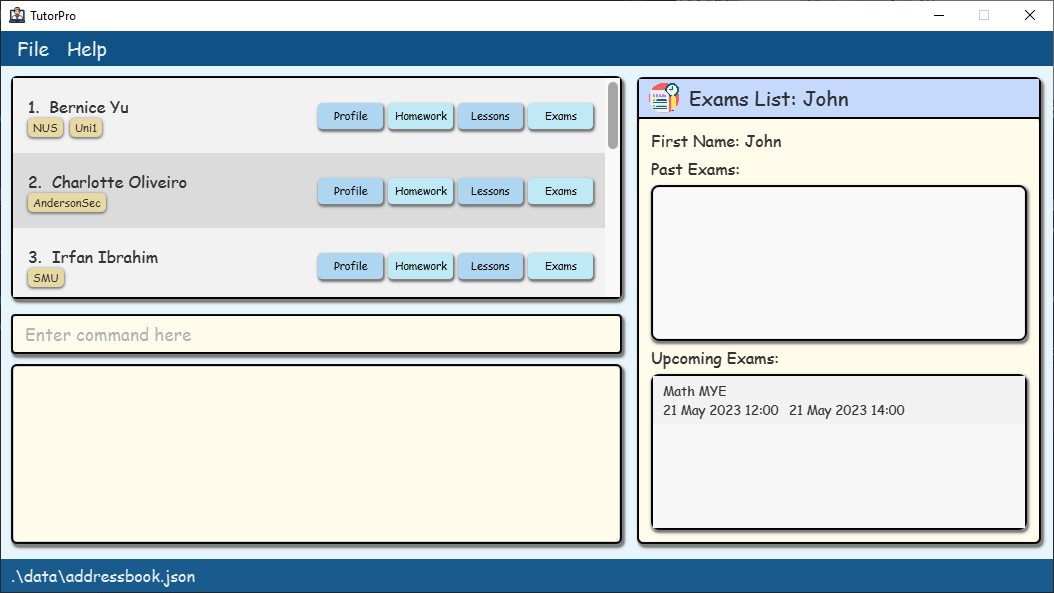 TutorPro
File Help
1. Bernice Yu
NUS Uni1
Profile Homework Lessons Exams
2. Charlotte Oliveiro
AndersonSec
Profile Homework Lessons Exams
3. Irfan Ibrahim
SMU
Profile Homework Lessons Exams
Enter command here
Exams List: John
First Name: John
Past Exams:
Upcoming Exams:
Math MYE
21 May 2023 12:00 21 May 2023 14:00
.\data\addressbook.json